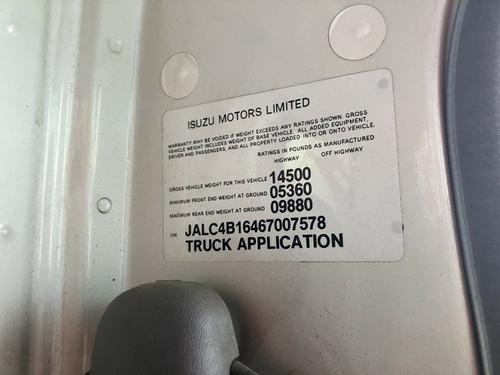 ISUZU MOTORS LIMITED
WARRANTY MAY BE VOIDED IF WEIGHT EXCEEDS ANY RATINGS SHOWN. GROSS
VEHICLE WEIGHT INCLUDES WEIGHT OF BASE VEHICLE. ALL ADDED EQUIPMENT,
DRIVER AND PASSENGERS, AND ALL PROPERTY LOADED INTO OR ONTO VEHICLE.
RATINGS IN POUNDS AS MANUFACTURED
HIGHWAY OFF HIGHWAY
GROSS VEHICLE WEIGHT FOR THIS VEHICLE 14500
MAXIMUM FRONT END WEIGHT AT GROUND 05360
MAXIMUM REAR END WEIGHT AT GROUND 09880
VIN JALC4B16467007578
TRUCK APPLICATION